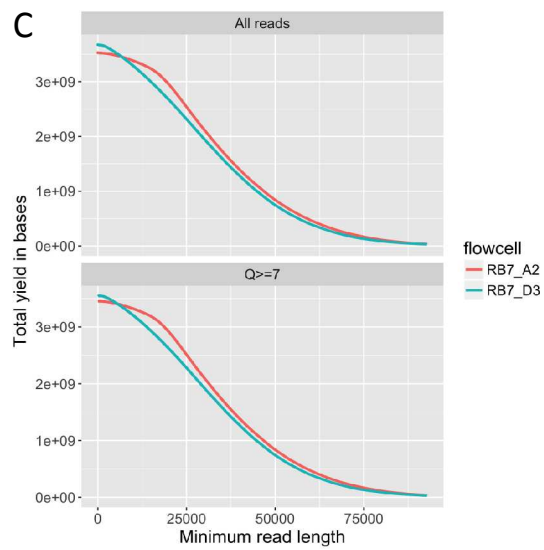 C
All reads
3e+09
2e+09
1e+09
0e+00
Total yield in bases
flowcell
RB7_A2
RB7_D3
Q>=7
3e+09
2e+09
1e+09
0e+00
0 25000 50000 75000
Minimum read length